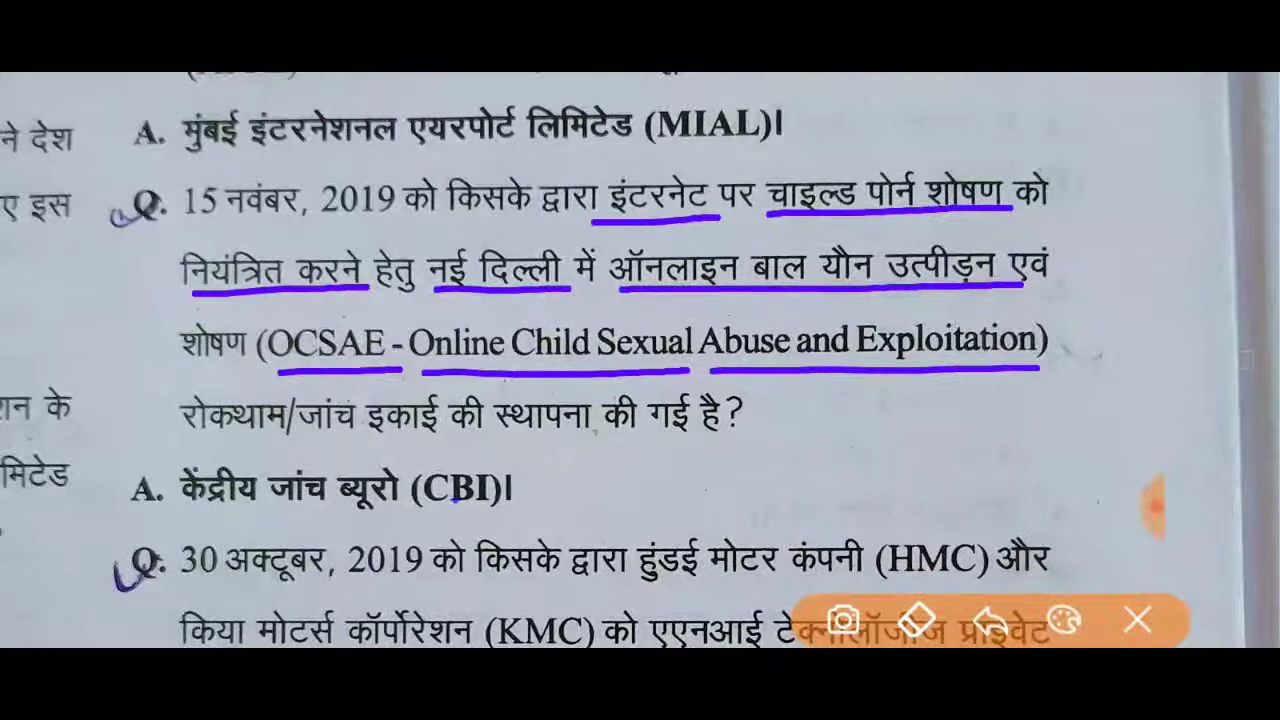 ने देश
A. मुंबई इंटरनेशनल एयरपोर्ट लिमिटेड (MIAL)।
ए इस
Q. 15 नवंबर, 2019 को किसके द्वारा इंटरनेट पर चाइल्ड पोर्न शोषण को
नियंत्रित करने हेतु नई दिल्ली में ऑनलाइन बाल यौन उत्पीड़न एवं
शोषण (OCSAE - Online Child Sexual Abuse and Exploitation)
के
रोकथाम/जांच इकाई की स्थापना की गई है?
मिटेड
A. केंद्रीय जांच ब्यूरो (CBI)।
Q. 30 अक्टूबर, 2019 को किसके द्वारा हुंडई मोटर कंपनी (HMC) और
किया मोटर्स कॉर्पोरेशन (KMC) को एएनआई टेक्नोलॉजीज प्राइवेट